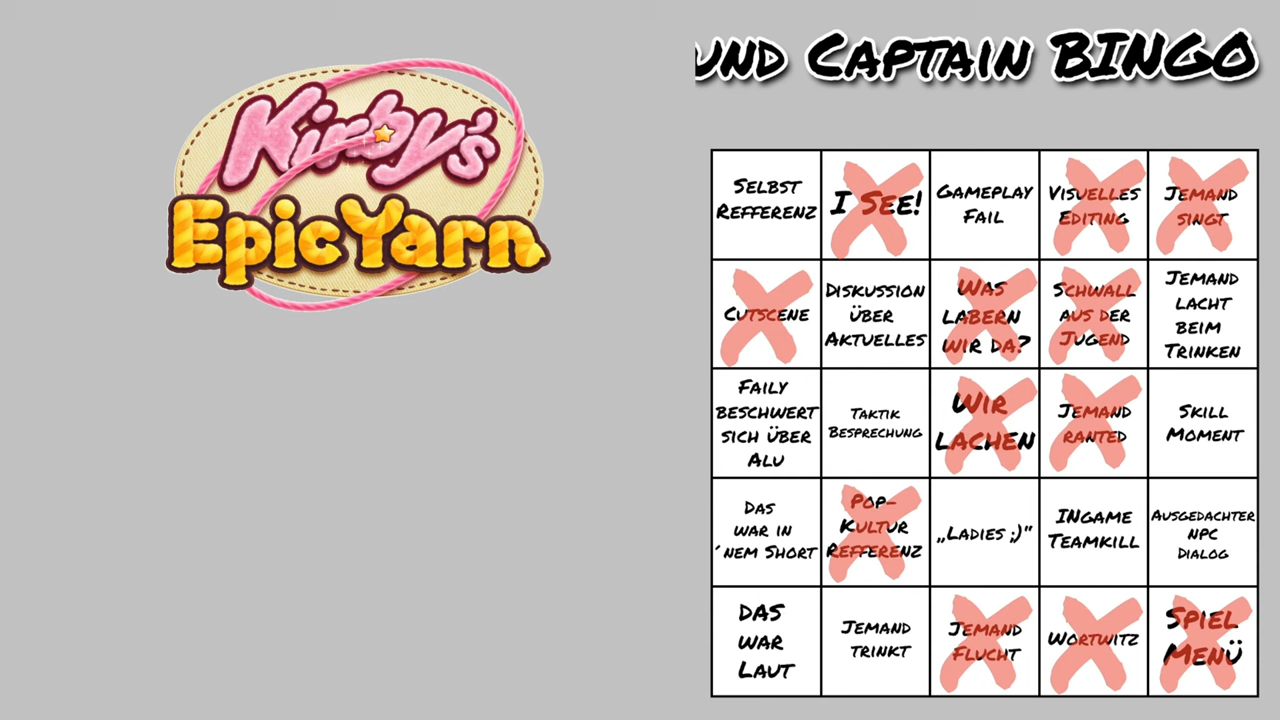 Kirby's
Epic Yarn
UND CAPTAIN BINGO
SELBST
REFFERENZ
I SEE!
GAMEPLAY
FAIL
VISUELLES
EDITING
JEMAND
SINGT
CUTSCENE
DISKUSSION
ÜBER
AKTUELLES
WAS
LABERN
WIR DA?
SCHWALL
AUS DER
JUGEND
JEMAND
LACHT
BEIM
TRINKEN
FAILY
BESCHWERT
SICH ÜBER
ALU
TAKTIK
BESPRECHUNG
WIR
LACHEN
JEMAND
RANTED
SKILL
MOMENT
DAS
WAR IN
´NEM SHORT
POP-
KULTUR
REFFERENZ
„LADIES ;)"
INGAME
TEAMKILL
AUSGEDACHTER
NPC
DIALOG
DAS
WAR
LAUT
JEMAND
TRINKT
JEMAND
FLUCHT
WORTWITZ
SPIEL
MENÜ